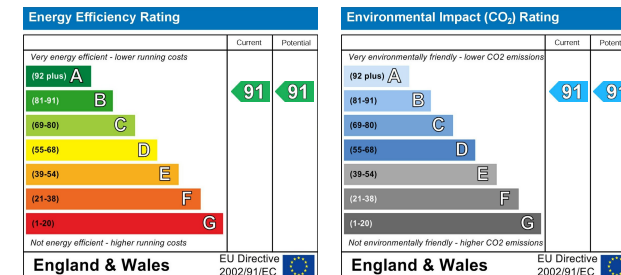 Energy Efficiency Rating
Current Potential
Very energy efficient - lower running costs
(92 plus) A
(81-91) B
91 91
(69-80) C
(55-68) D
(39-54) E
(21-38) F
(1-20) G
Not energy efficient - higher running costs
England & Wales
EU Directive
2002/91/EC
Environmental Impact (CO₂) Rating
Current Potent
Very environmentally friendly - lower CO2 emissions
(92 plus) A
(81-91) B
91 91
(69-80) C
(55-68) D
(39-54) E
(21-38) F
(1-20) G
Not environmentally friendly - higher CO2 emissions
England & Wales
EU Directive
2002/91/EC